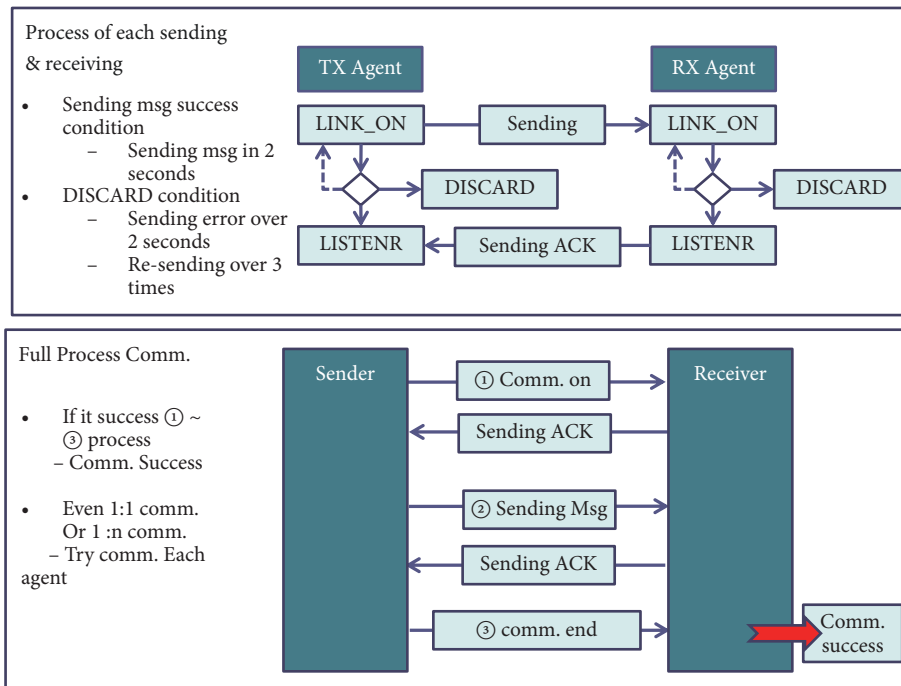 Process of each sending
& receiving
• Sending msg success
condition
– Sending msg in 2
seconds
• DISCARD condition
– Sending error over
2 seconds
– Re-sending over 3
times
TX Agent
RX Agent
LINK_ON
Sending
LINK_ON
DISCARD
DISCARD
LISTENR
Sending ACK
LISTENR
Full Process Comm.
• If it success ① ~
③ process
– Comm. Success
• Even 1:1 comm.
Or 1 :n comm.
– Try comm. Each
agent
Sender
Receiver
① Comm. on
Sending ACK
② Sending Msg
Sending ACK
③ comm. end
Comm.
success